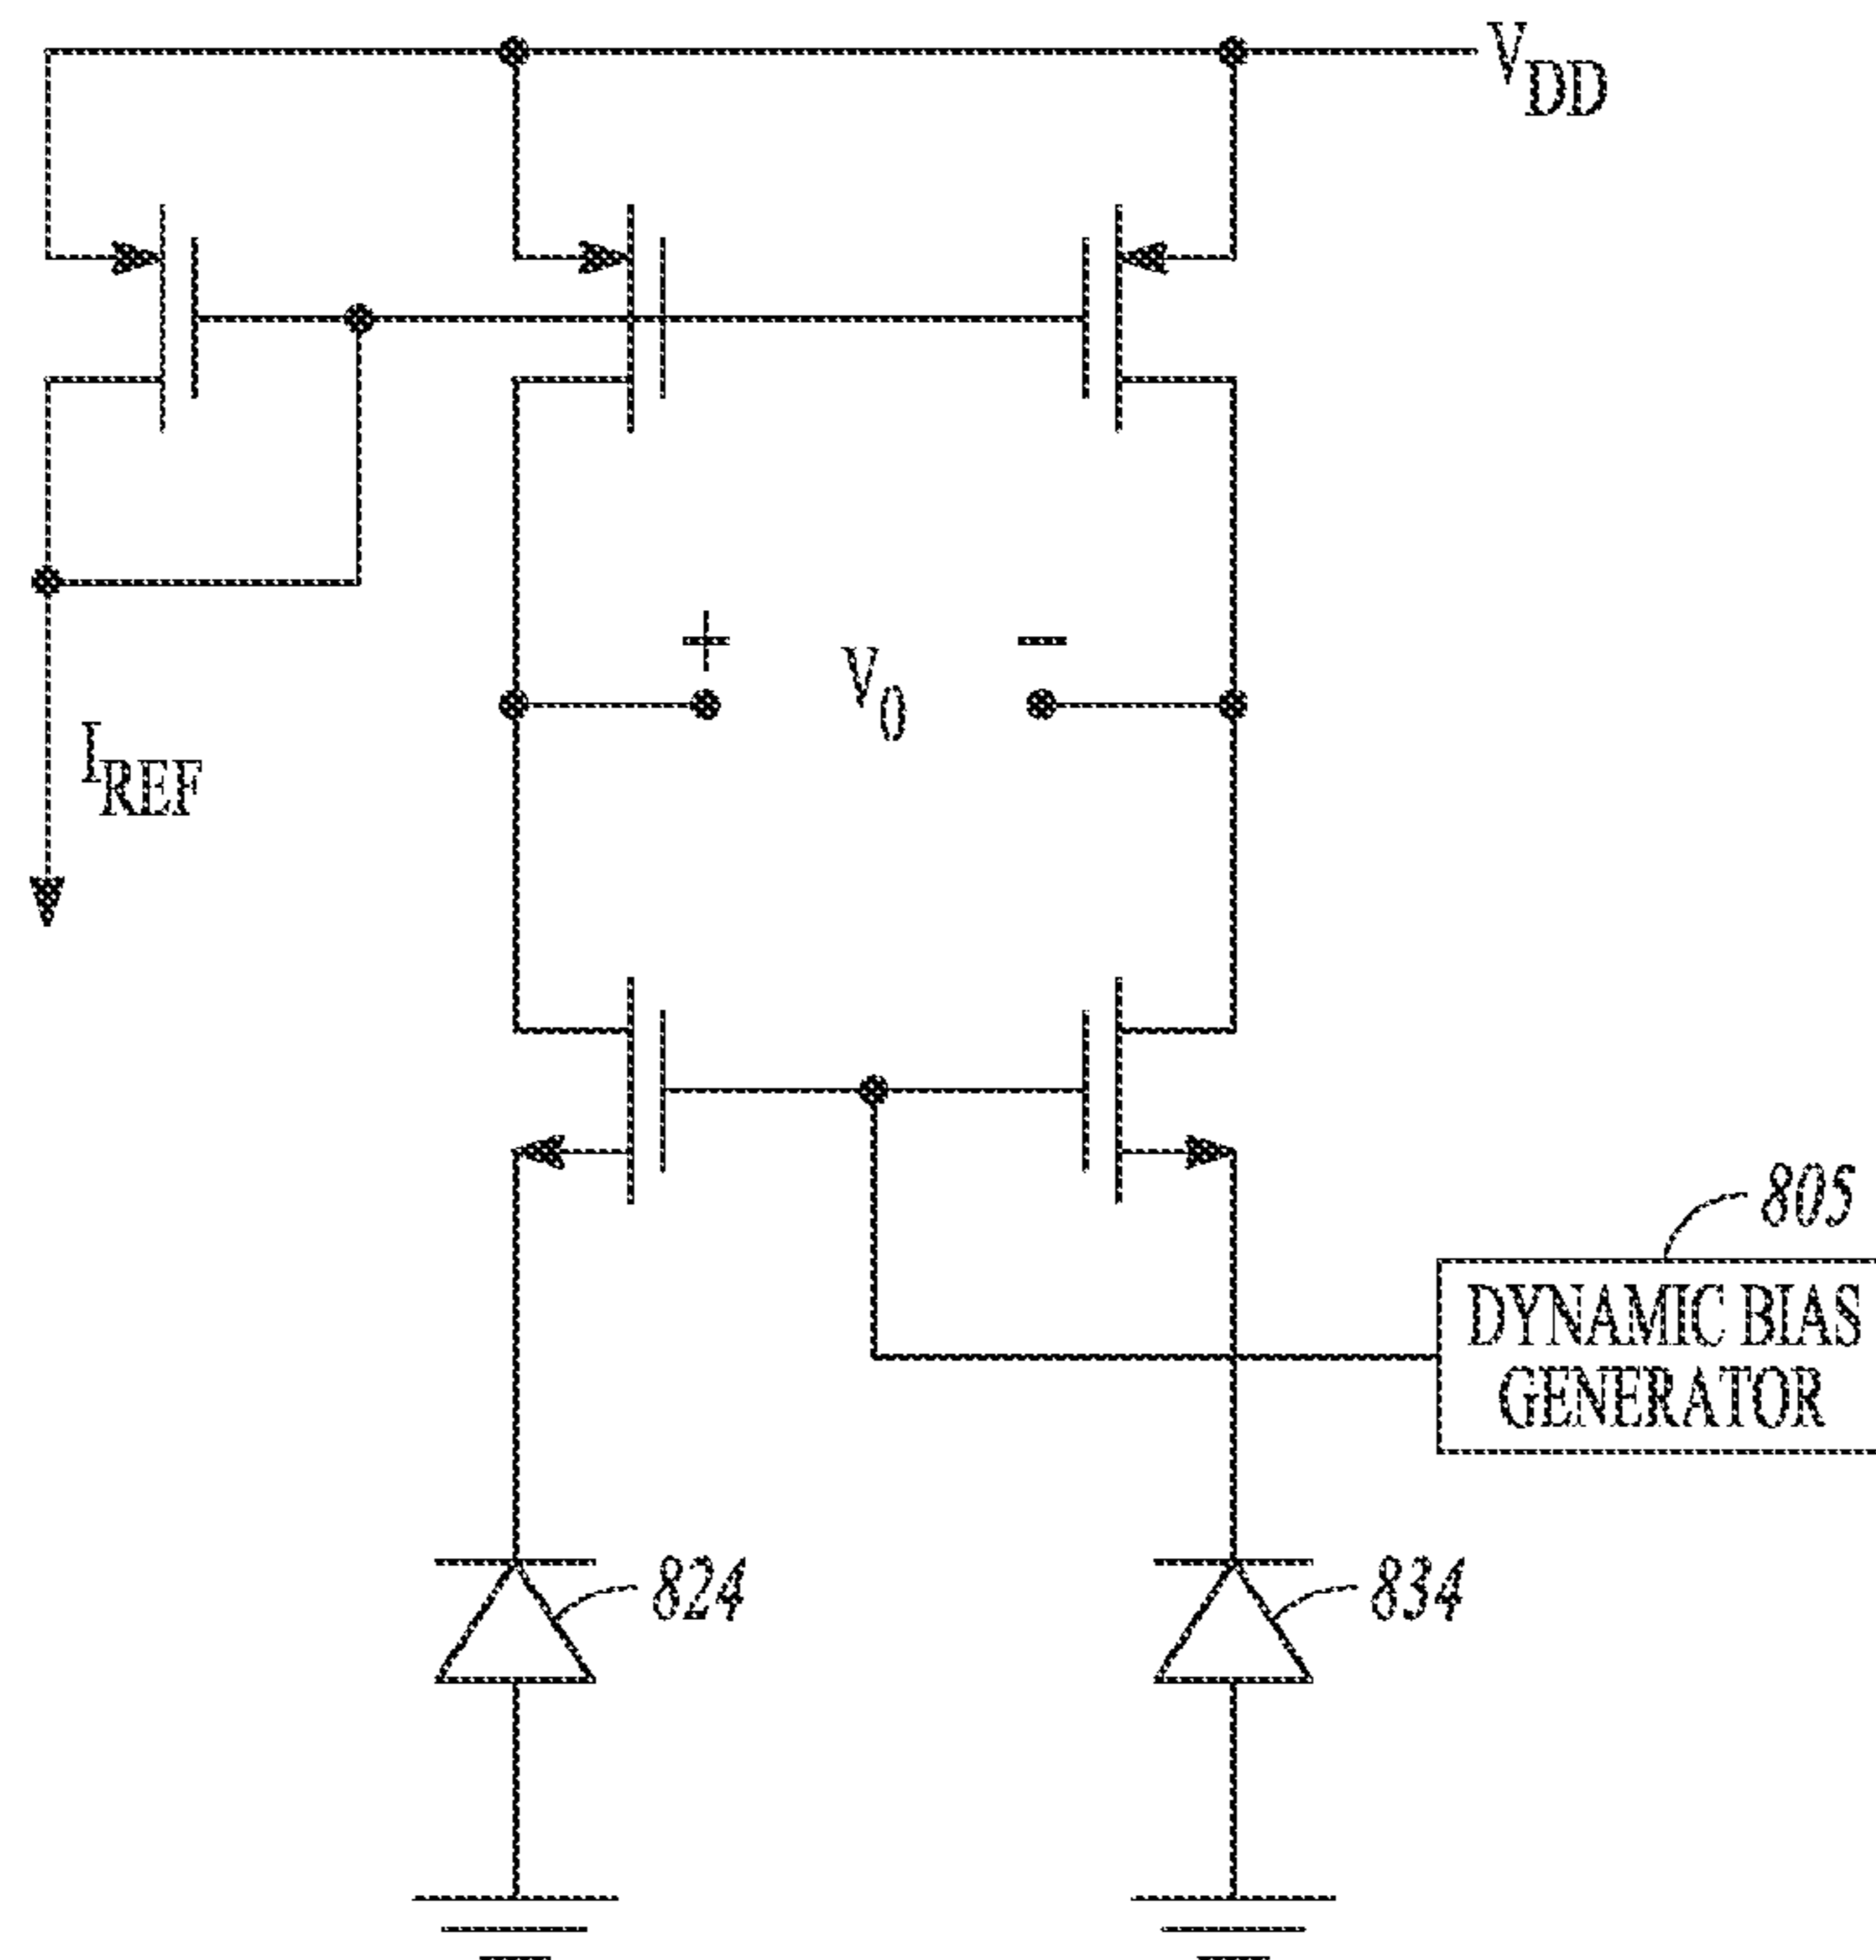 VDD
+ V0 −
IREF
805
DYNAMIC BIAS
GENERATOR
824
834